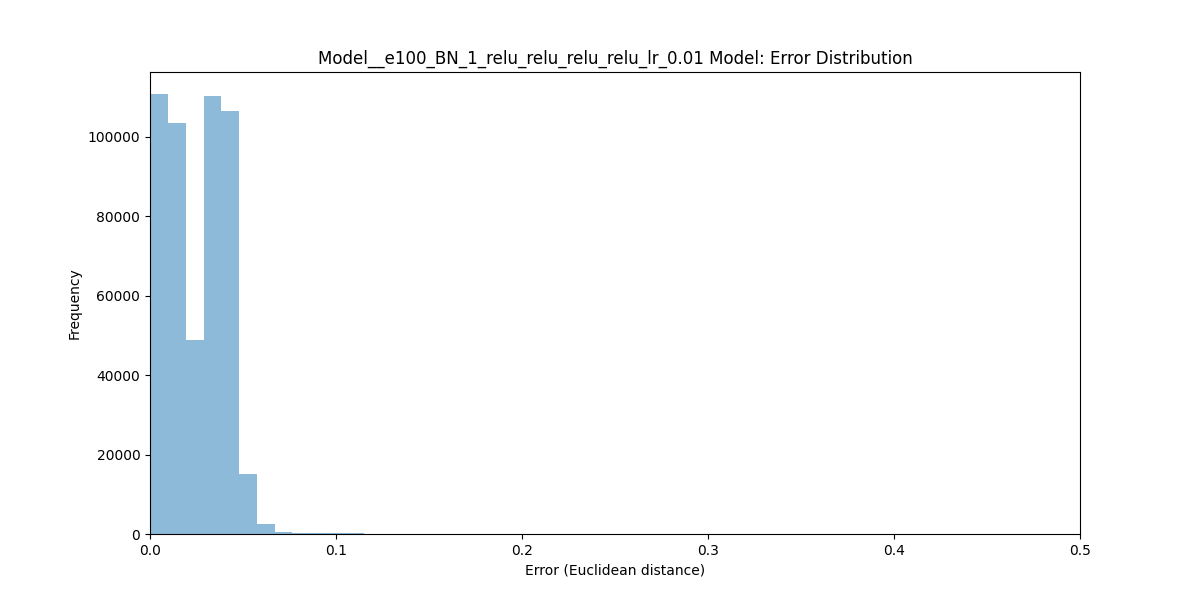 Model__e100_BN_1_relu_relu_relu_relu_lr_0.01 Model: Error Distribution
100000
80000
60000
40000
20000
0
Frequency
0.0 0.1 0.2 0.3 0.4 0.5
Error (Euclidean distance)